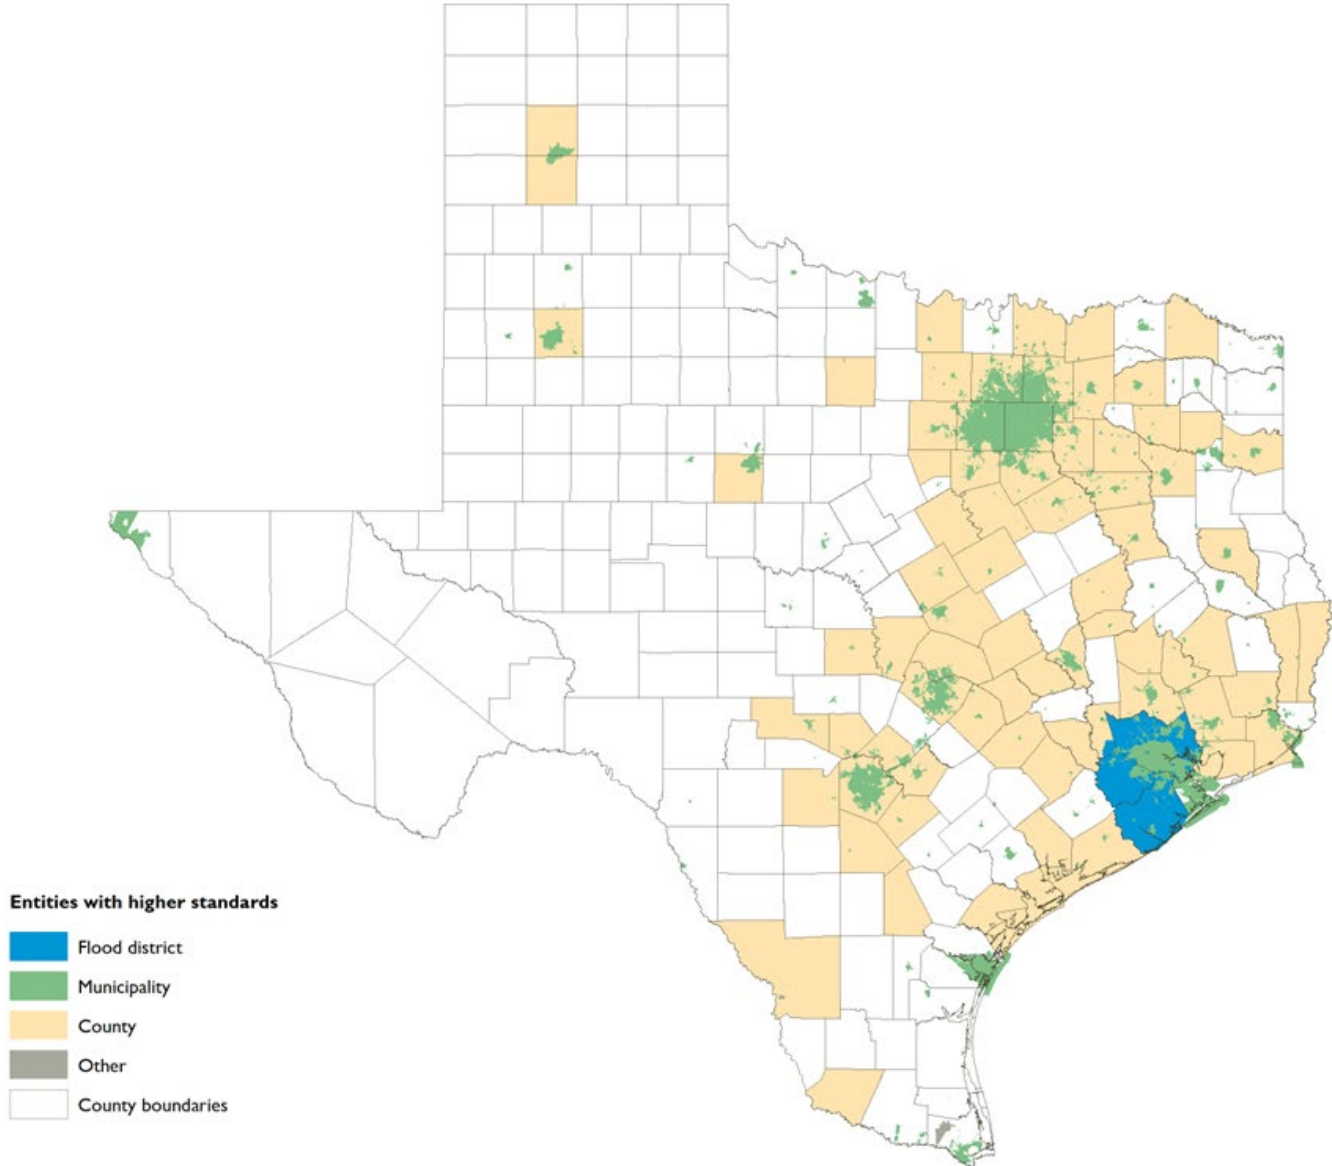 Entities with higher standards
Flood district
Municipality
County
Other
County boundaries